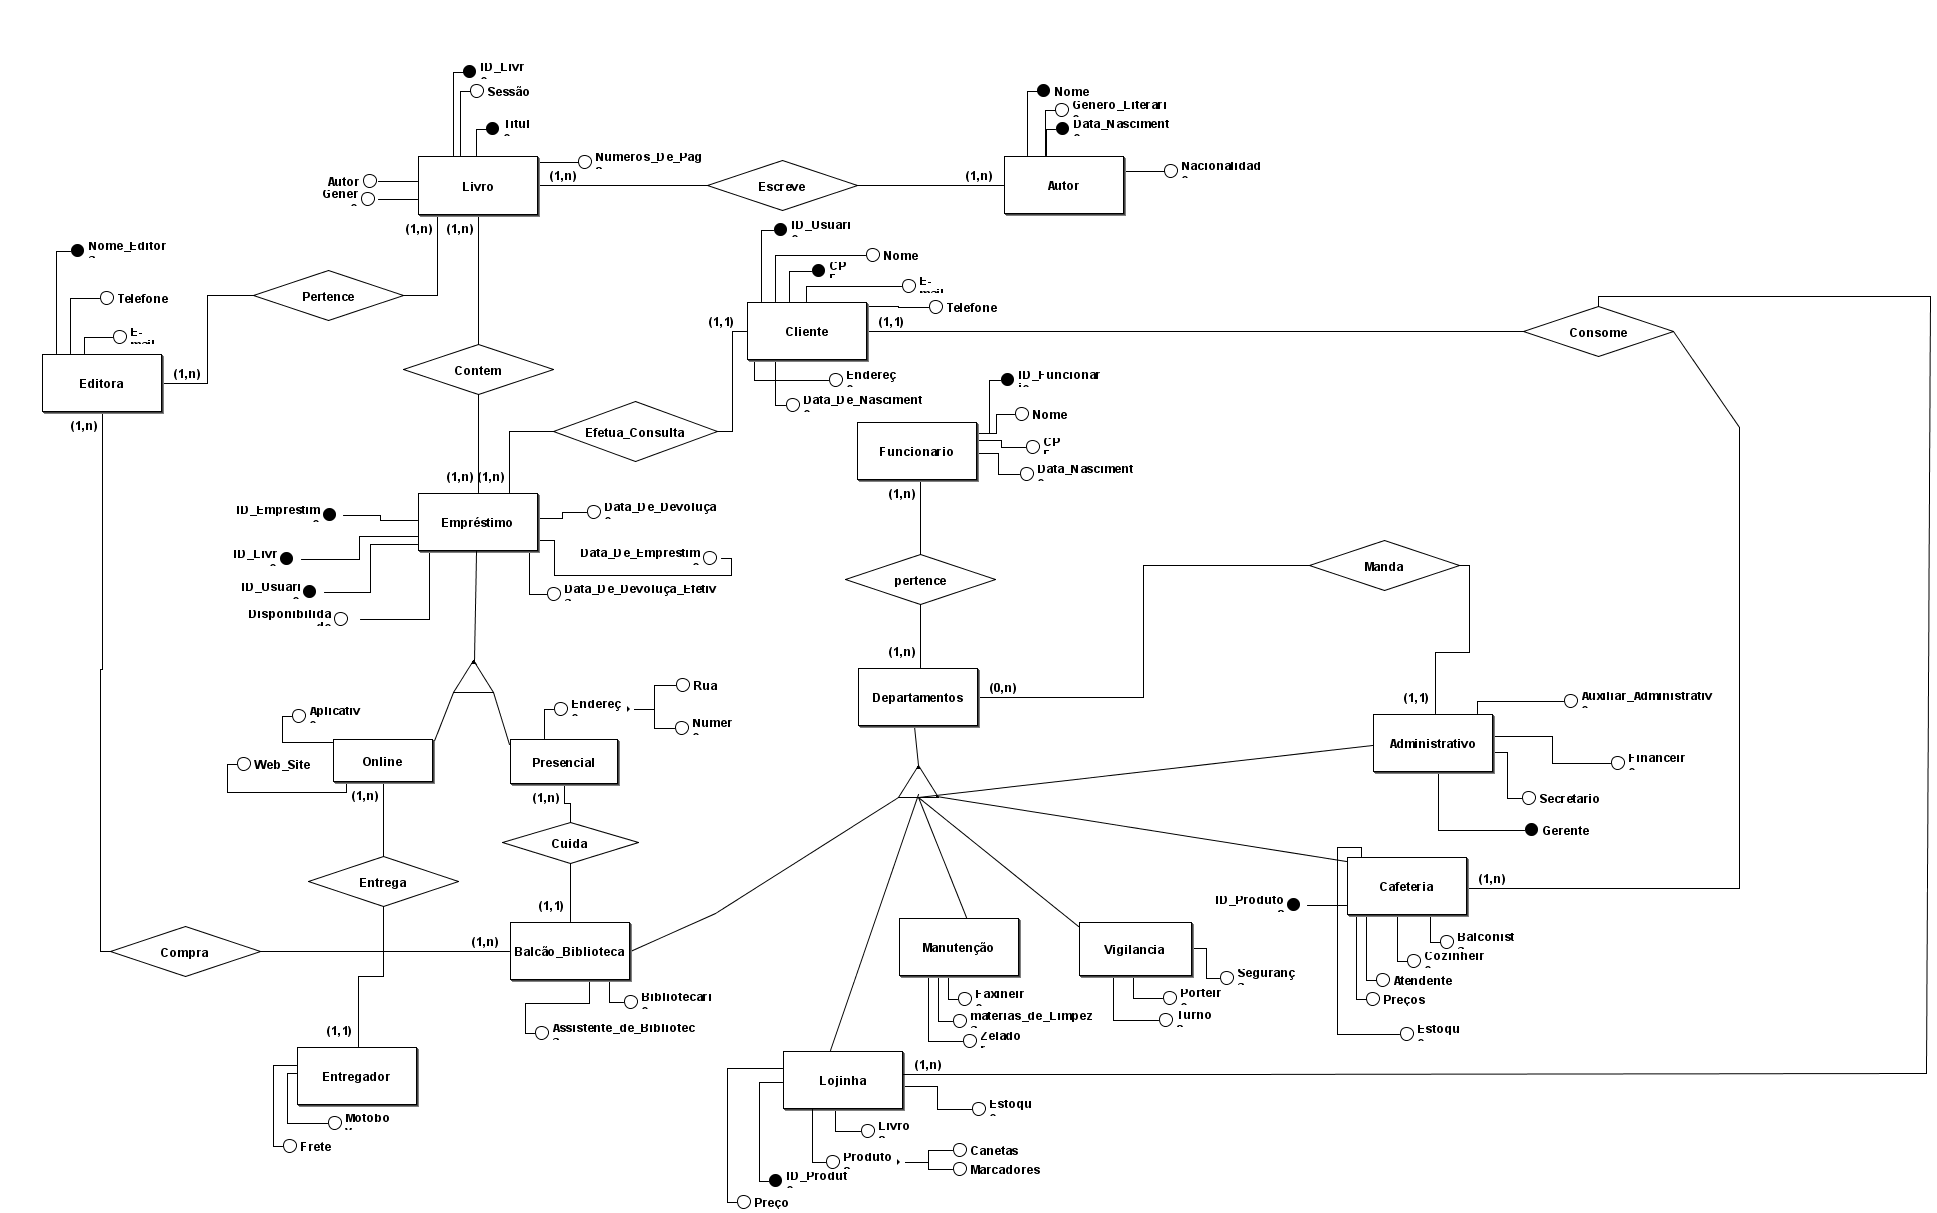 ID_Livr
Sessão
Titul
Numeros_De_Pag
Autor
Gener
Livro
(1,n)
Escreve
(1,n)
Nome
Genero_Literari
Data_Nasciment
Nacionalidad
Autor
(1,n)
(1,n)
Nome_Editor
Telefone
E-
mail
Editora
(1,n)
(1,n)
Pertence
Contem
ID_Usuari
Nome
CP
F
E-
mail
Telefone
(1,1)
Cliente
(1,1)
Endereç
Data_De_Nasciment
Consome
Efetua_Consulta
ID_Funcionar
io
Nome
CP
F
Data_Nasciment
Funcionario
(1,n)
(1,n)
(1,n)
ID_Emprestim
ID_Livr
ID_Usuari
Disponibilida
de
Empréstimo
Data_De_Devoluça
Data_De_Emprestim
Data_De_Devoluça_Efetiv
pertence
(1,n)
Departamentos
(0,n)
Manda
(1,1)
Administrativo
Auxiliar_Administrativ
Financeir
Secretario
Gerente
Aplicativ
Web_Site
Online
(1,n)
Endereç
Rua
Numer
Presencial
(1,n)
Cuida
(1,1)
Entrega
Compra
(1,n)
Balcão_Biblioteca
Bibliotecari
Assistente_de_Bibliotec
(1,1)
Entregador
Motobo
y
Frete
Manutenção
Faxineir
materias_de_Limpez
Zelado
r
Vigilancia
Seguranç
Porteir
Turno
ID_Produto
Cafeteria
(1,n)
Balconist
Cozinheir
Atendente
Preços
Estoqu
Lojinha
(1,n)
Estoqu
Livro
Produto
Canetas
Marcadores
ID_Produt
Preço